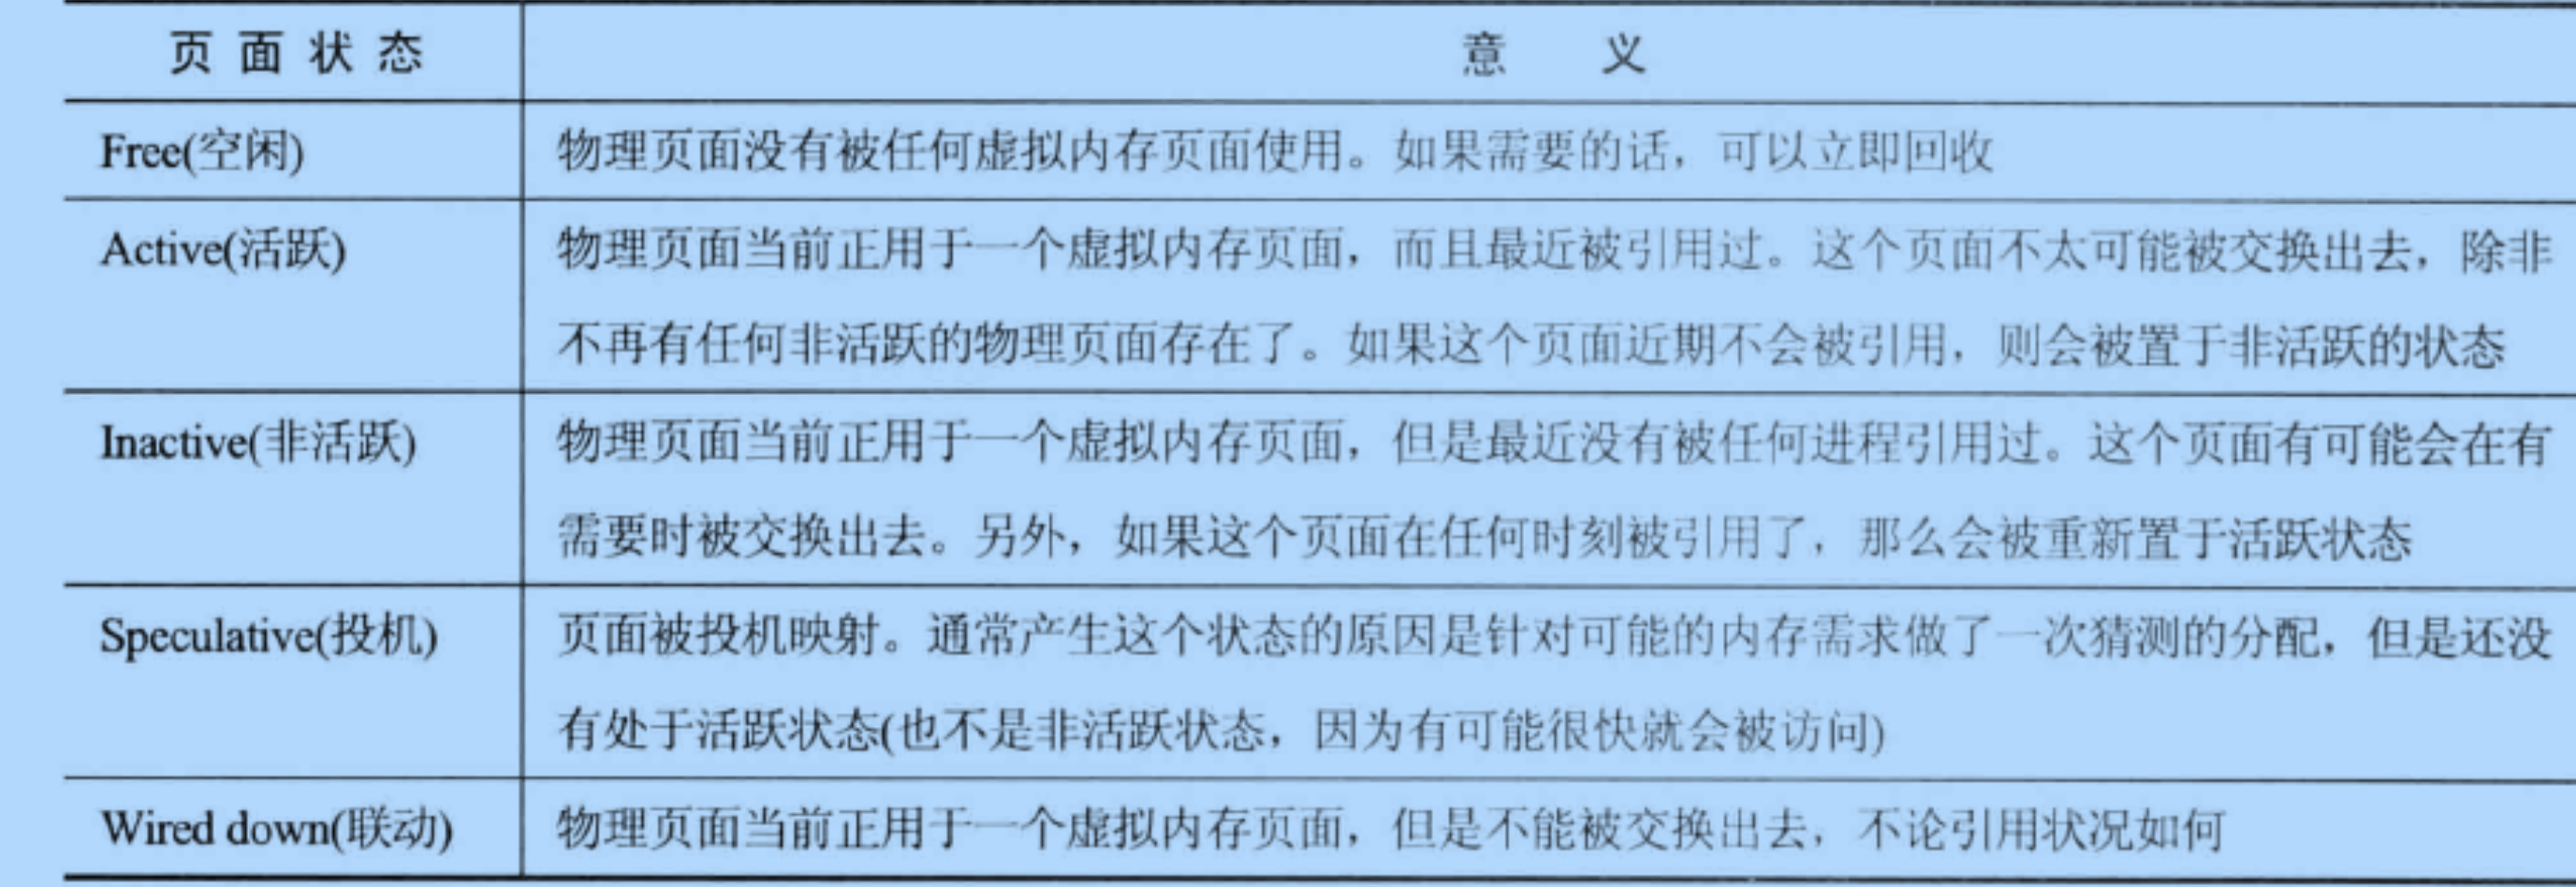 页面状态 意 义
Free(空闲) 物理页面没有被任何虚拟内存页面使用。如果需要的话，可以立即回收
Active(活跃) 物理页面当前正用于一个虚拟内存页面，而且最近被引用过。这个页面不太可能被交换出去，除非
不再有任何非活跃的物理页面存在了。如果这个页面近期不会被引用，则会被置于非活跃的状态
Inactive(非活跃) 物理页面当前正用于一个虚拟内存页面，但是最近没有被任何进程引用过。这个页面有可能会在有
需要时被交换出去。另外，如果这个页面在任何时刻被引用了，那么会被重新置于活跃状态
Speculative(投机) 页面被投机映射。通常产生这个状态的原因是针对可能的内存需求做了一次猜测的分配，但是还没
有处于活跃状态(也不是非活跃状态，因为有可能很快就会被访问)
Wired down(联动) 物理页面当前正用于一个虚拟内存页面，但是不能被交换出去，不论引用状况如何